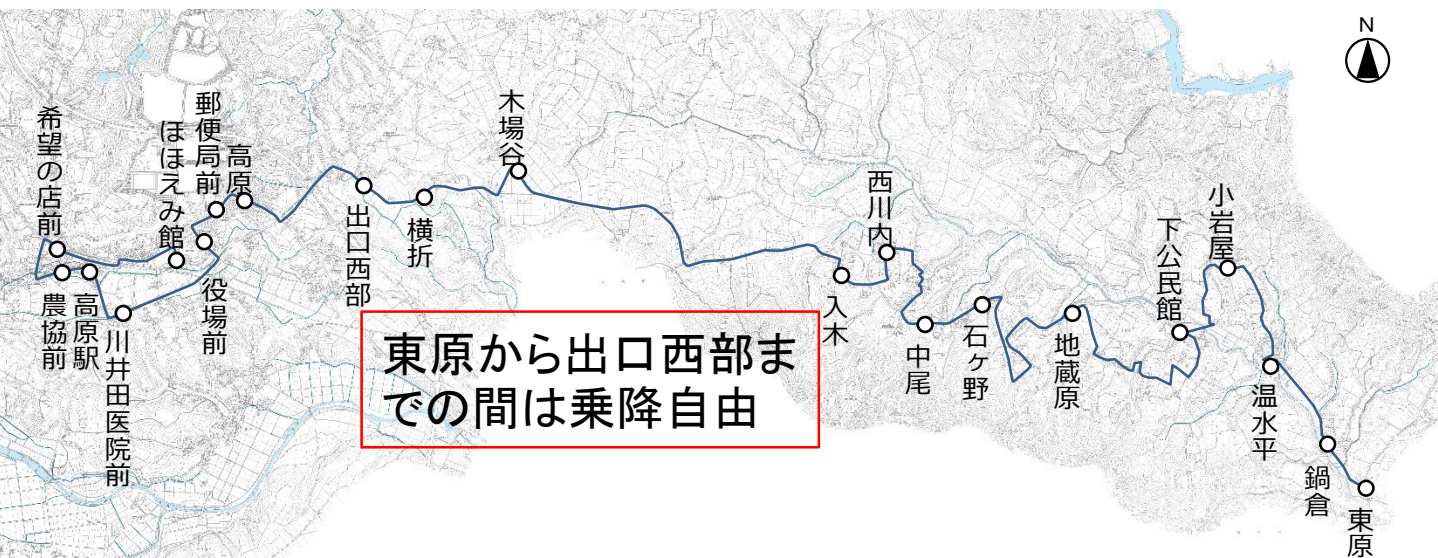 N
希望の店前
農協前
高原駅
川井田医院前
ほほえみ館
役場前
郵便局前
高原
出口西部
横折
木場谷
入木
西川内
中尾
石ヶ野
地蔵原
下公民館
小岩屋
温水平
鍋倉
東原
東原から出口西部ま
での間は乗降自由